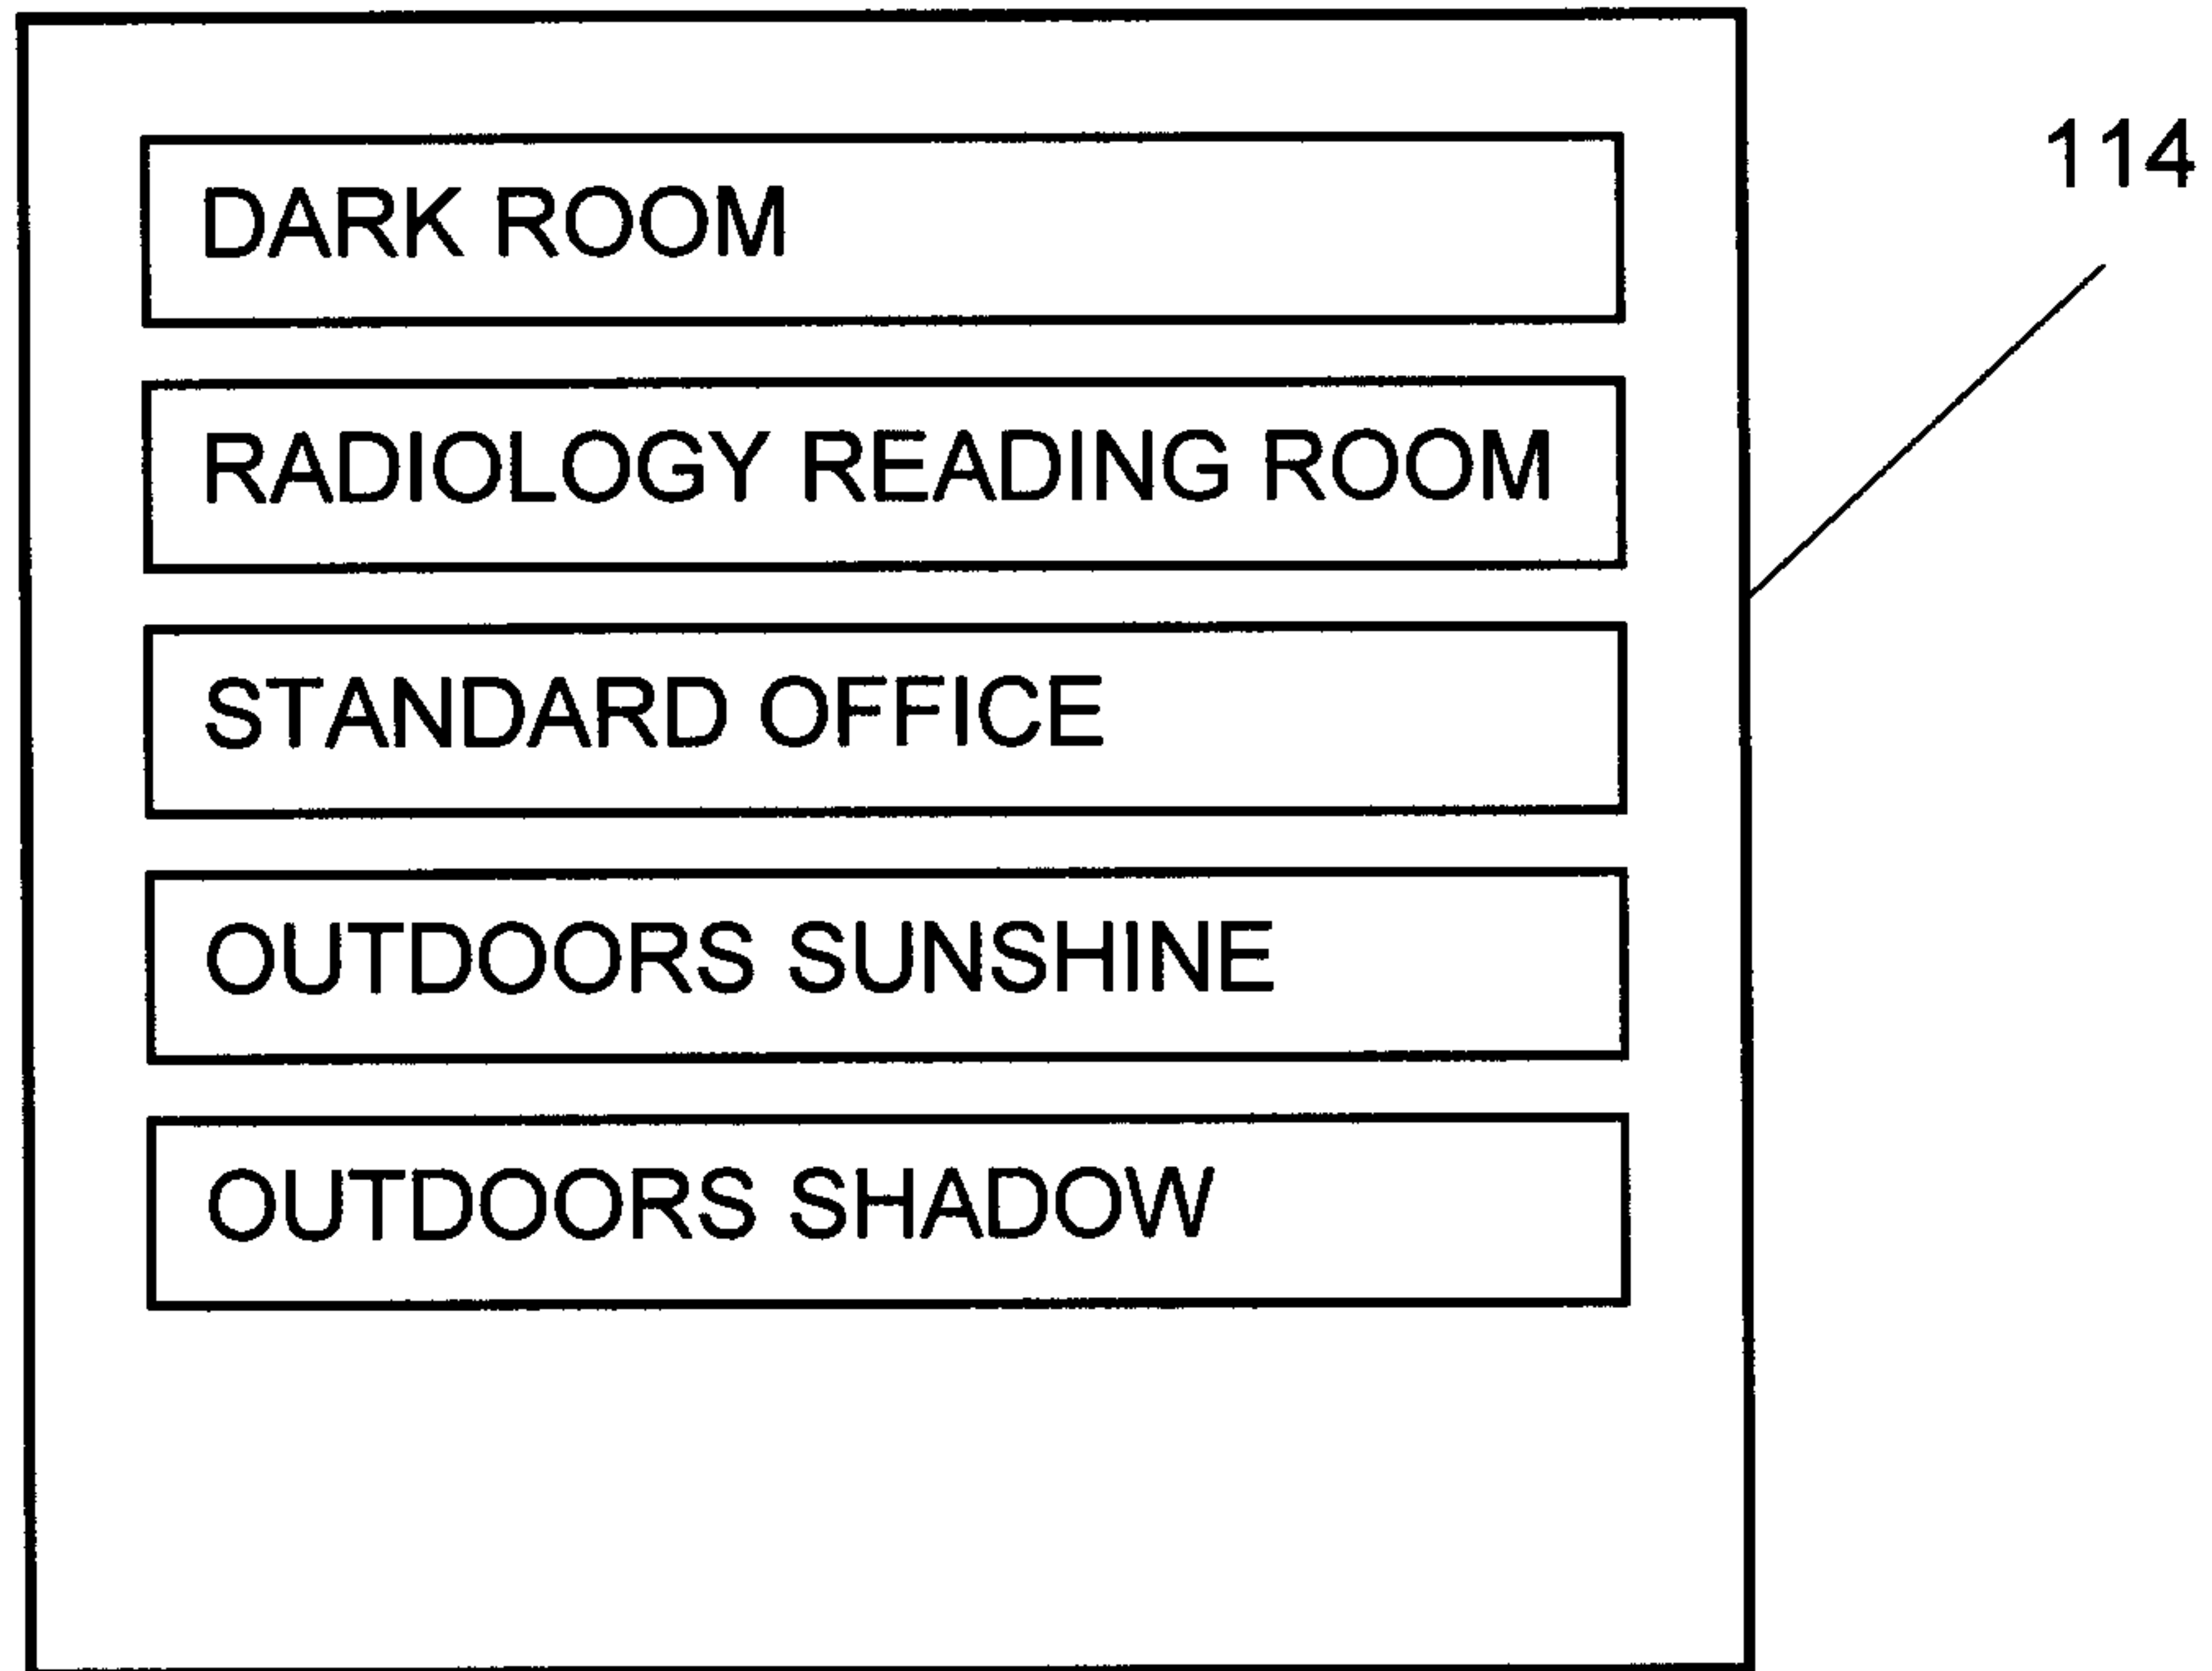 DARK ROOM
114
RADIOLOGY READING ROOM
STANDARD OFFICE
OUTDOORS SUNSHINE
OUTDOORS SHADOW